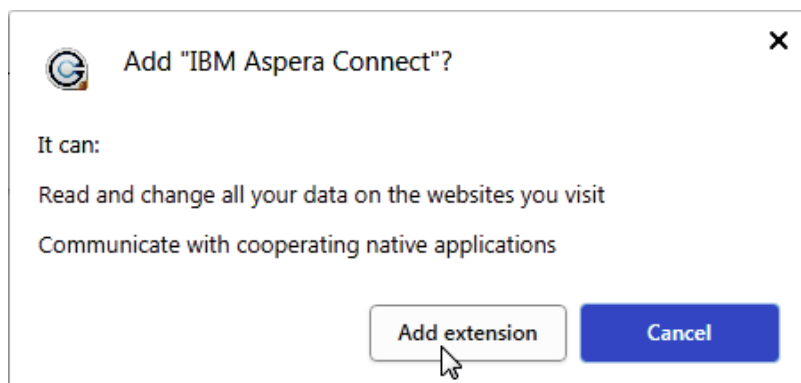 Add "IBM Aspera Connect"?
It can:
Read and change all your data on the websites you visit
Communicate with cooperating native applications
Add extension
Cancel